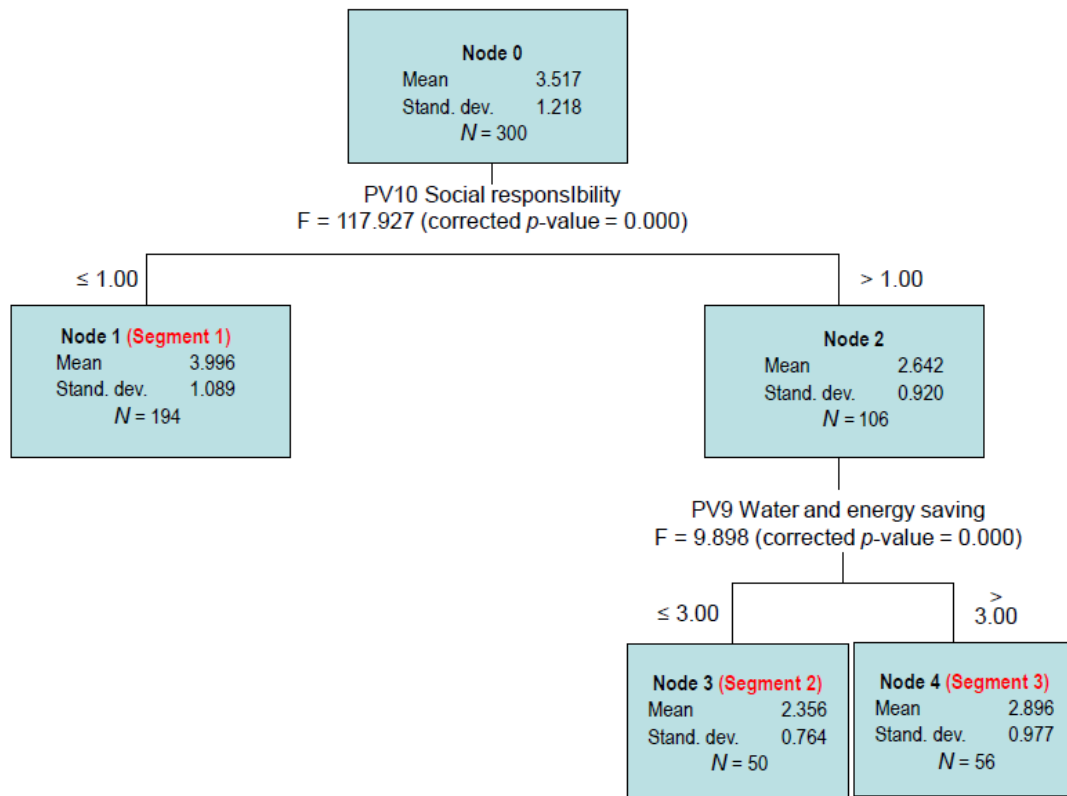 Node 0
Mean 3.517
Stand. dev. 1.218
N = 300
PV10 Social responsIbility
F = 117.927 (corrected p-value = 0.000)
≤ 1.00
> 1.00
Node 1 (Segment 1)
Mean 3.996
Stand. dev. 1.089
N = 194
Node 2
Mean 2.642
Stand. dev. 0.920
N = 106
PV9 Water and energy saving
F = 9.898 (corrected p-value = 0.000)
≤ 3.00
>
3.00
Node 3 (Segment 2)
Mean 2.356
Stand. dev. 0.764
N = 50
Node 4 (Segment 3)
Mean 2.896
Stand. dev. 0.977
N = 56